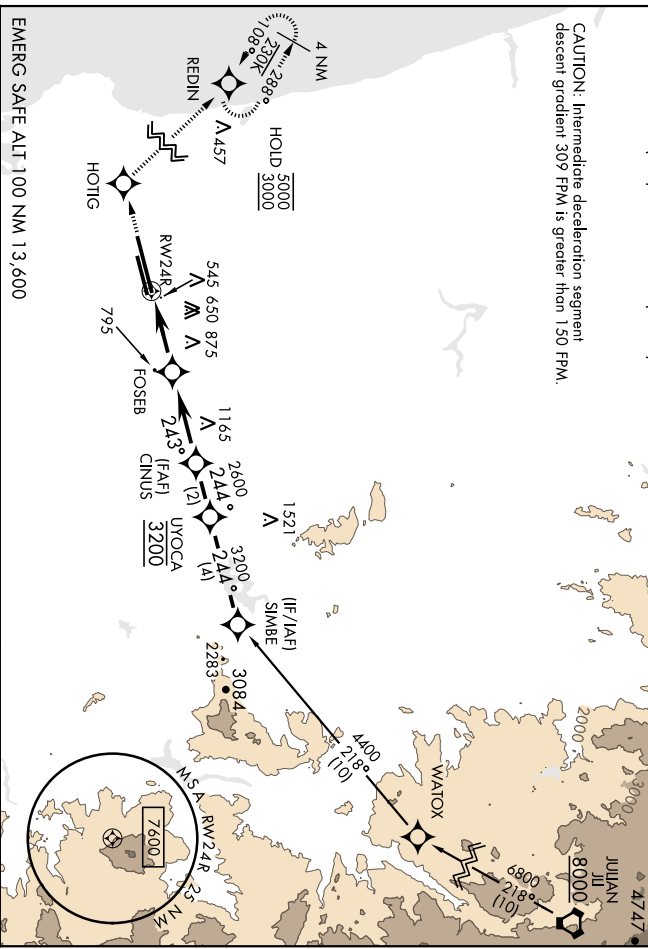 CAUTION: Intermediate deceleration segment
descent gradient 309 FPM is greater than 150 FPM.
4747
JULIAN
JLI
8000
2000
3000
6800
218°
(10)
WATOX
4400
218°
(10)
4 NM
108°
230K
288°
REDIN
457
HOLD
5000
3000
HOTIG
RW24R
545
650
875
795
FOSEB
1165
243°
(FAF)
CINUS
2600
244°
(2)
1521
UYOCA
3200
3200
244°
(4)
(IF/IAF)
SIMBE
3084
2283
MSA RW24R 25 NM
7600
EMERG SAFE ALT 100 NM 13,600